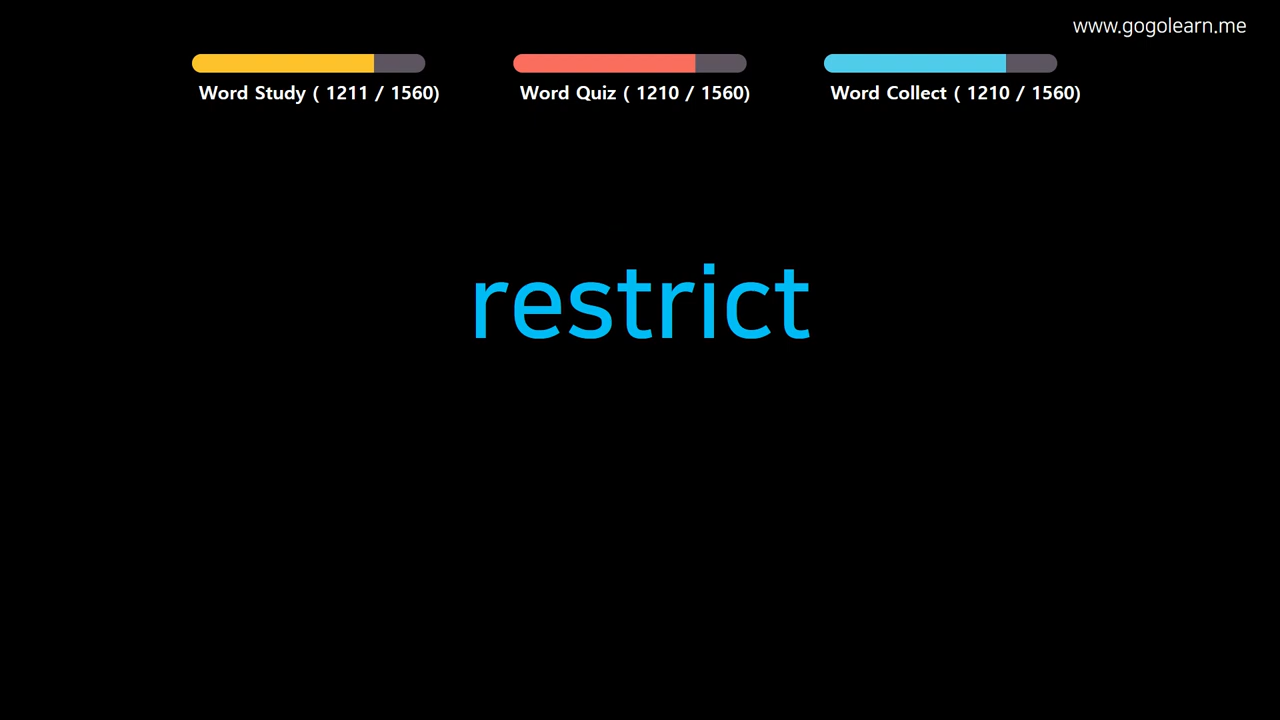 www.gogolearn.me
Word Study ( 1211 / 1560)
Word Quiz ( 1210 / 1560)
Word Collect ( 1210 / 1560)
restrict